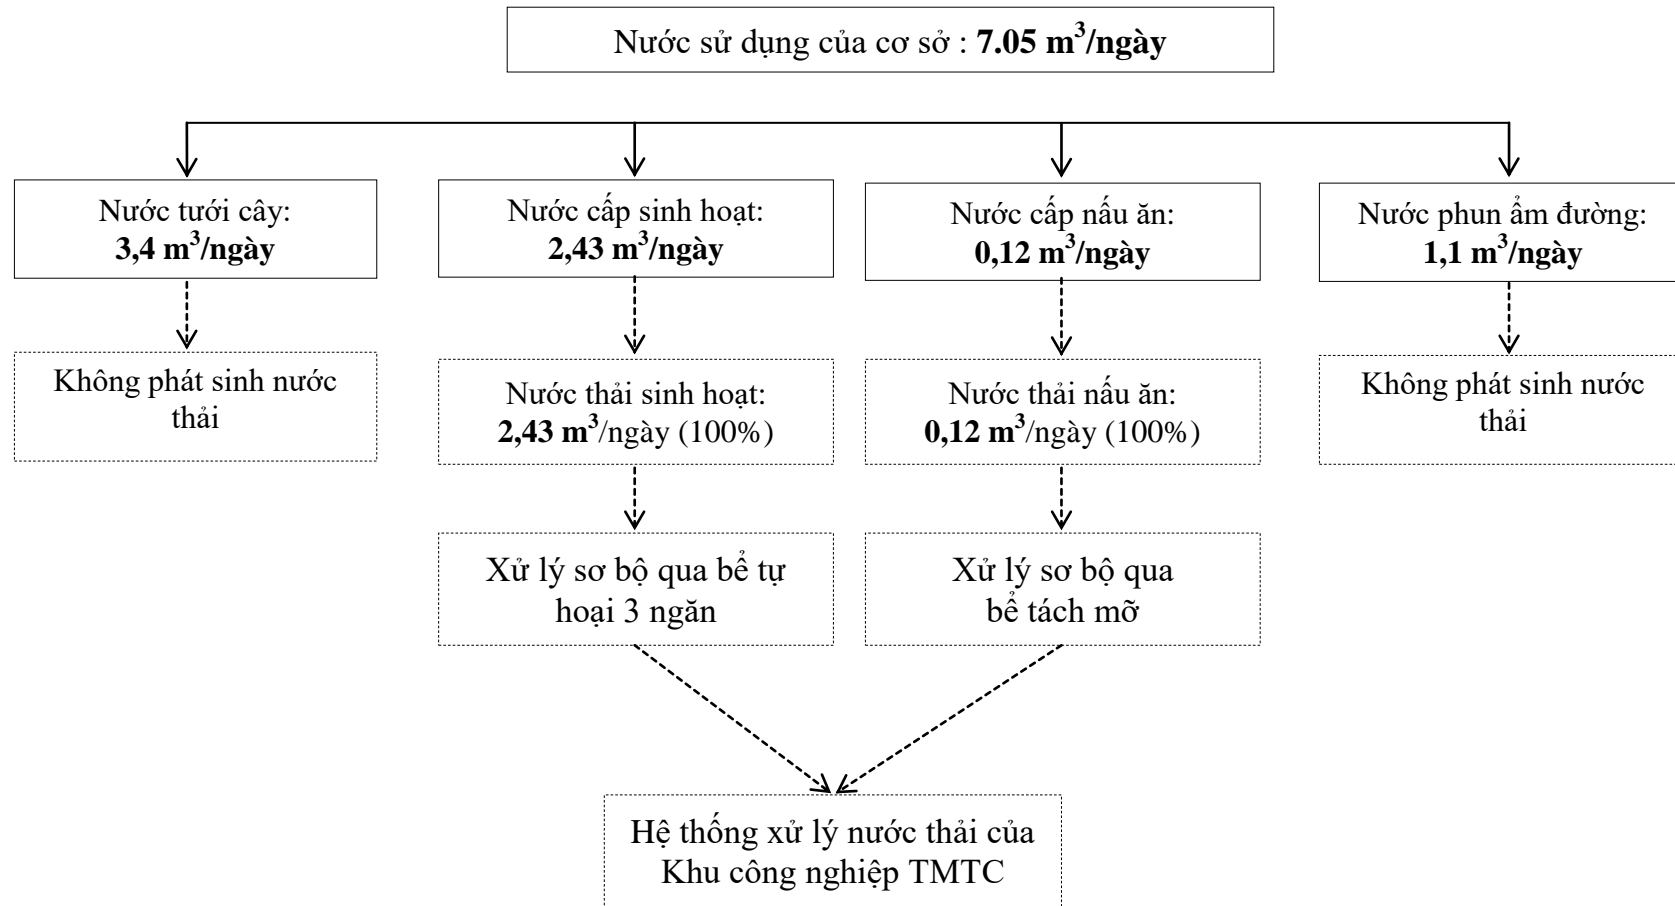 Nước sử dụng của cơ sở : 7.05 m³/ngày
Nước tưới cây:
3,4 m³/ngày
Nước cấp sinh hoạt:
2,43 m³/ngày
Nước cấp nấu ăn:
0,12 m³/ngày
Nước phun ẩm đường:
1,1 m³/ngày
Không phát sinh nước
thải
Nước thải sinh hoạt:
2,43 m³/ngày (100%)
Nước thải nấu ăn:
0,12 m³/ngày (100%)
Không phát sinh nước
thải
Xử lý sơ bộ qua bể tự
hoại 3 ngăn
Xử lý sơ bộ qua
bể tách mỡ
Hệ thống xử lý nước thải của
Khu công nghiệp TMTC